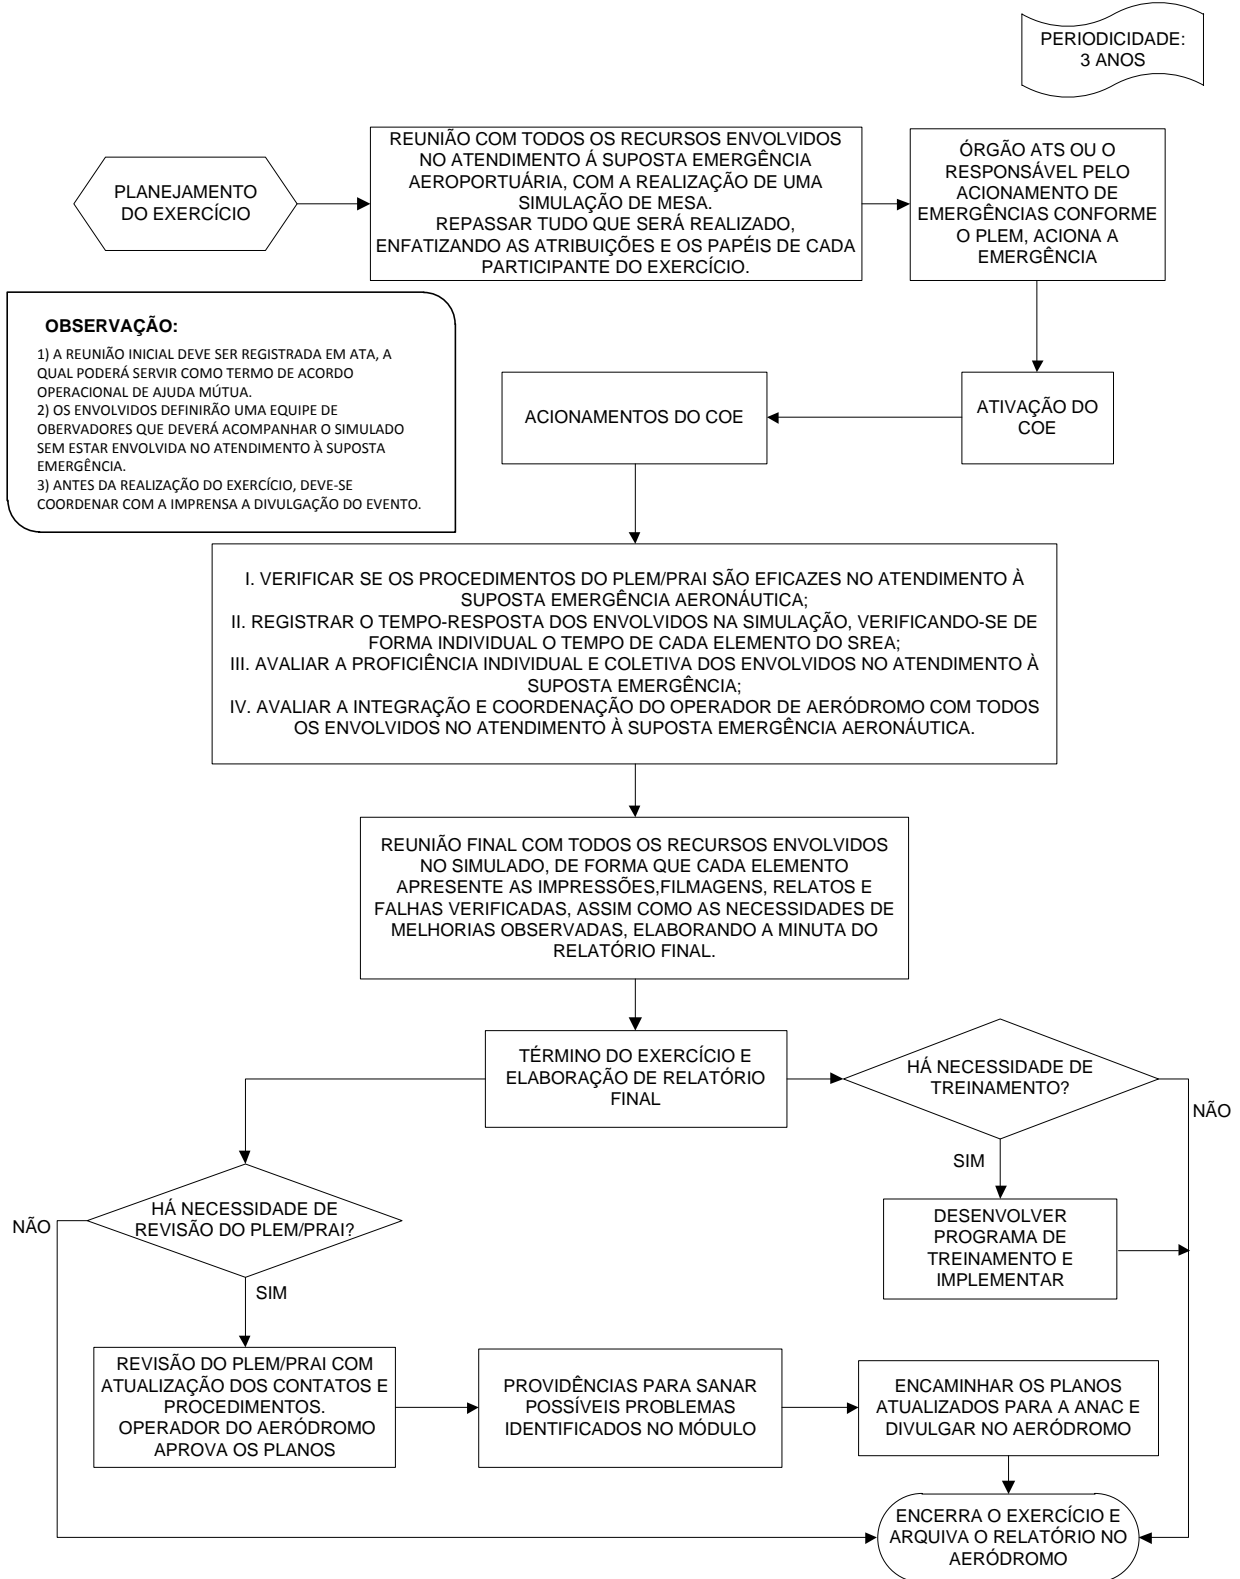 PERIODICIDADE:
3 ANOS
PLANEJAMENTO
DO EXERCÍCIO
REUNIÃO COM TODOS OS RECURSOS ENVOLVIDOS
NO ATENDIMENTO Á SUPOSTA EMERGÊNCIA
AEROPORTUÁRIA, COM A REALIZAÇÃO DE UMA
SIMULAÇÃO DE MESA.
REPASSAR TUDO QUE SERÁ REALIZADO,
ENFATIZANDO AS ATRIBUIÇÕES E OS PAPÉIS DE CADA
PARTICIPANTE DO EXERCÍCIO.
ÓRGÃO ATS OU O
RESPONSÁVEL PELO
ACIONAMENTO DE
EMERGÊNCIAS CONFORME
O PLEM, ACIONA A
EMERGÊNCIA
OBSERVAÇÃO:
1) A REUNIÃO INICIAL DEVE SER REGISTRADA EM ATA, A
QUAL PODERÁ SERVIR COMO TERMO DE ACORDO
OPERACIONAL DE AJUDA MÚTUA.
2) OS ENVOLVIDOS DEFINIRÃO UMA EQUIPE DE
OBERVADORES QUE DEVERÁ ACOMPANHAR O SIMULADO
SEM ESTAR ENVOLVIDA NO ATENDIMENTO À SUPOSTA
EMERGÊNCIA.
3) ANTES DA REALIZAÇÃO DO EXERCÍCIO, DEVE-SE
COORDENAR COM A IMPRENSA A DIVULGAÇÃO DO EVENTO.
ACIONAMENTOS DO COE
ATIVAÇÃO DO
COE
I. VERIFICAR SE OS PROCEDIMENTOS DO PLEM/PRAI SÃO EFICAZES NO ATENDIMENTO À
SUPOSTA EMERGÊNCIA AERONÁUTICA;
II. REGISTRAR O TEMPO-RESPOSTA DOS ENVOLVIDOS NA SIMULAÇÃO, VERIFICANDO-SE DE
FORMA INDIVIDUAL O TEMPO DE CADA ELEMENTO DO SREA;
III. AVALIAR A PROFICIÊNCIA INDIVIDUAL E COLETIVA DOS ENVOLVIDOS NO ATENDIMENTO À
SUPOSTA EMERGÊNCIA;
IV. AVALIAR A INTEGRAÇÃO E COORDENAÇÃO DO OPERADOR DE AERÓDROMO COM TODOS
OS ENVOLVIDOS NO ATENDIMENTO À SUPOSTA EMERGÊNCIA AERONÁUTICA.
REUNIÃO FINAL COM TODOS OS RECURSOS ENVOLVIDOS
NO SIMULADO, DE FORMA QUE CADA ELEMENTO
APRESENTE AS IMPRESSÕES,FILMAGENS, RELATOS E
FALHAS VERIFICADAS, ASSIM COMO AS NECESSIDADES DE
MELHORIAS OBSERVADAS, ELABORANDO A MINUTA DO
RELATÓRIO FINAL.
TÉRMINO DO EXERCÍCIO E
ELABORAÇÃO DE RELATÓRIO
FINAL
HÁ NECESSIDADE DE
TREINAMENTO?
NÃO
SIM
HÁ NECESSIDADE DE
REVISÃO DO PLEM/PRAI?
NÃO
SIM
DESENVOLVER
PROGRAMA DE
TREINAMENTO E
IMPLEMENTAR
REVISÃO DO PLEM/PRAI COM
ATUALIZAÇÃO DOS CONTATOS E
PROCEDIMENTOS.
OPERADOR DO AERÓDROMO
APROVA OS PLANOS
PROVIDÊNCIAS PARA SANAR
POSSÍVEIS PROBLEMAS
IDENTIFICADOS NO MÓDULO
ENCAMINHAR OS PLANOS
ATUALIZADOS PARA A ANAC E
DIVULGAR NO AERÓDROMO
ENCERRA O EXERCÍCIO E
ARQUIVA O RELATÓRIO NO
AERÓDROMO